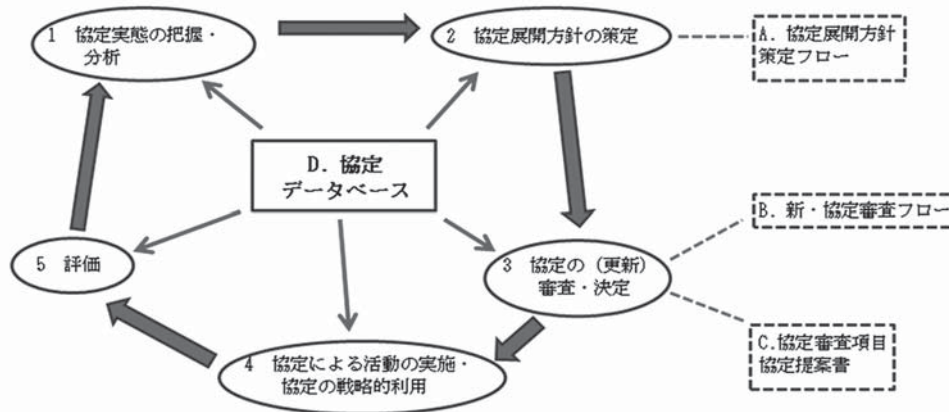 1 協定実態の把握・
分析
2 協定展開方針の策定
A. 協定展開方針
策定フロー
D. 協定
データベース
B. 新・協定審査フロー
3 協定の（更新）
審査・決定
5 評価
C.協定審査項目
協定提案書
4 協定による活動の実施・
協定の戦略的利用